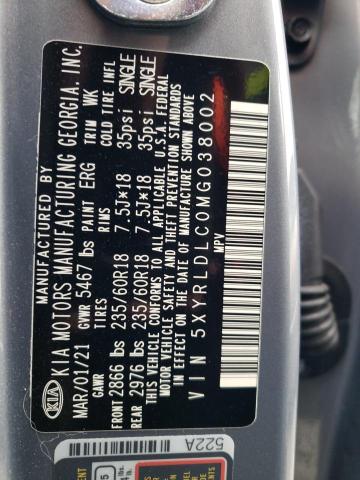 MANUFACTURED BY
KIA MOTORS MANUFACTURING GEORGIA, INC.
KIA
MAR/01/21 GVWR 5467 lbs PAINT ERG TRIM WK
GAWR TIRES RIMS COLD TIRE INFL
FRONT 2866 lbs 235/60R18 7.5J*18 35psi SINGLE
REAR 2976 lbs 235/60R18 7.5J*18 35psi SINGLE
THIS VEHICLE CONFORMS TO ALL APPLICABLE U.S.A. FEDERAL
MOTOR VEHICLE SAFETY AND THEFT PREVENTION STANDARDS
IN EFFECT ON THE DATE OF MANUFACTURE SHOWN ABOVE
VIN 5XYRLDLC0MG038002
MPV
522A